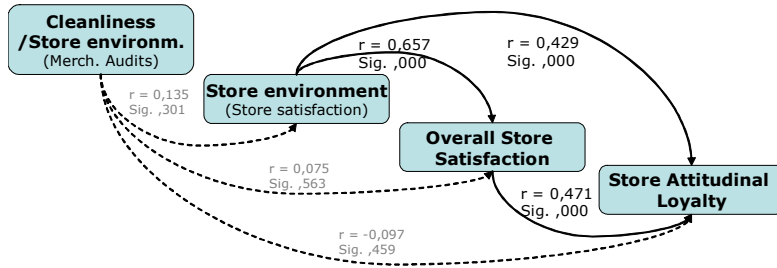 Cleanliness
/Store environm.
(Merch. Audits)
r = 0,657
Sig. ,000
r = 0,429
Sig. ,000
Store environment
(Store satisfaction)
r = 0,135
Sig. ,301
Overall Store
Satisfaction
r = 0,075
Sig. ,563
Store Attitudinal
Loyalty
r = 0,471
Sig. ,000
r = -0,097
Sig. ,459